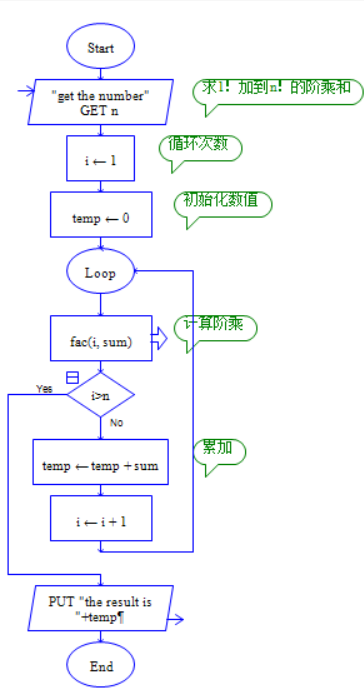 Start
"get the number"
GET n
求1！加到n！的阶乘和
i ← 1
循环次数
temp ← 0
初始化数值
Loop
fac(i, sum)
计算阶乘
Yes
i>n
No
temp ← temp + sum
累加
i ← i + 1
PUT "the result is
"+temp¶
End